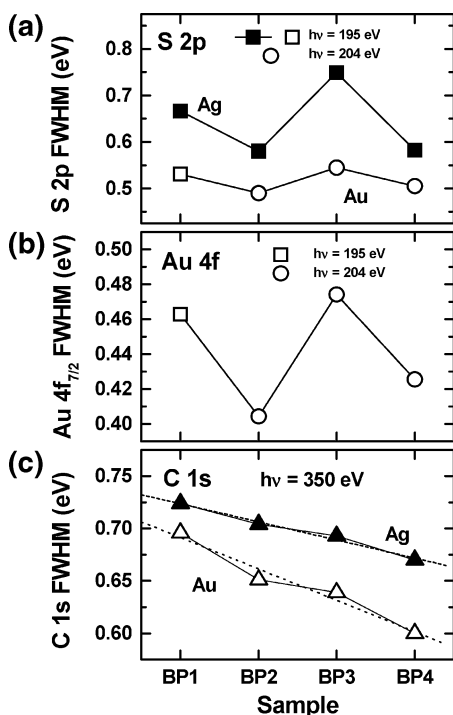 (a)
S 2p
hν = 195 eV
hν = 204 eV
0.8
0.7
0.6
0.5
S 2p FWHM (eV)
Ag
Au
(b)
Au 4f
hν = 195 eV
hν = 204 eV
0.50
0.48
0.46
0.44
0.42
0.40
Au 4f7/2 FWHM (eV)
(c)
C 1s
hν = 350 eV
0.75
0.70
0.65
0.60
C 1s FWHM (eV)
Ag
Au
BP1 BP2 BP3 BP4
Sample